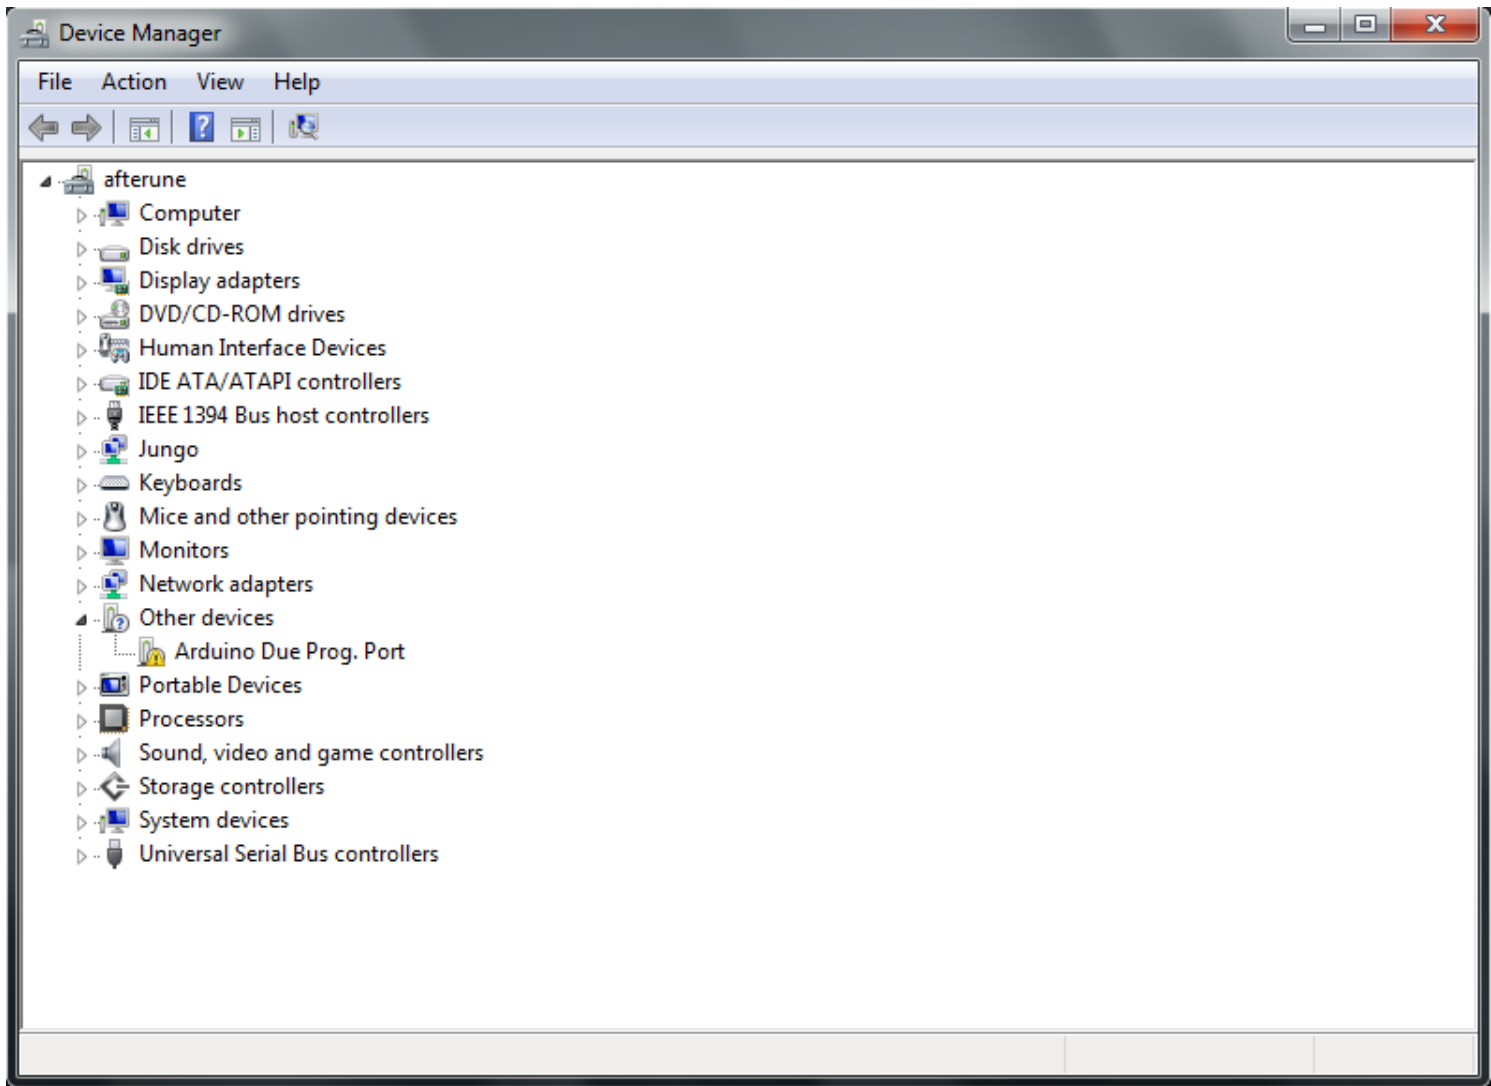 Device Manager
File Action View Help
afterune
Computer
Disk drives
Display adapters
DVD/CD-ROM drives
Human Interface Devices
IDE ATA/ATAPI controllers
IEEE 1394 Bus host controllers
Jungo
Keyboards
Mice and other pointing devices
Monitors
Network adapters
Other devices
Arduino Due Prog. Port
Portable Devices
Processors
Sound, video and game controllers
Storage controllers
System devices
Universal Serial Bus controllers